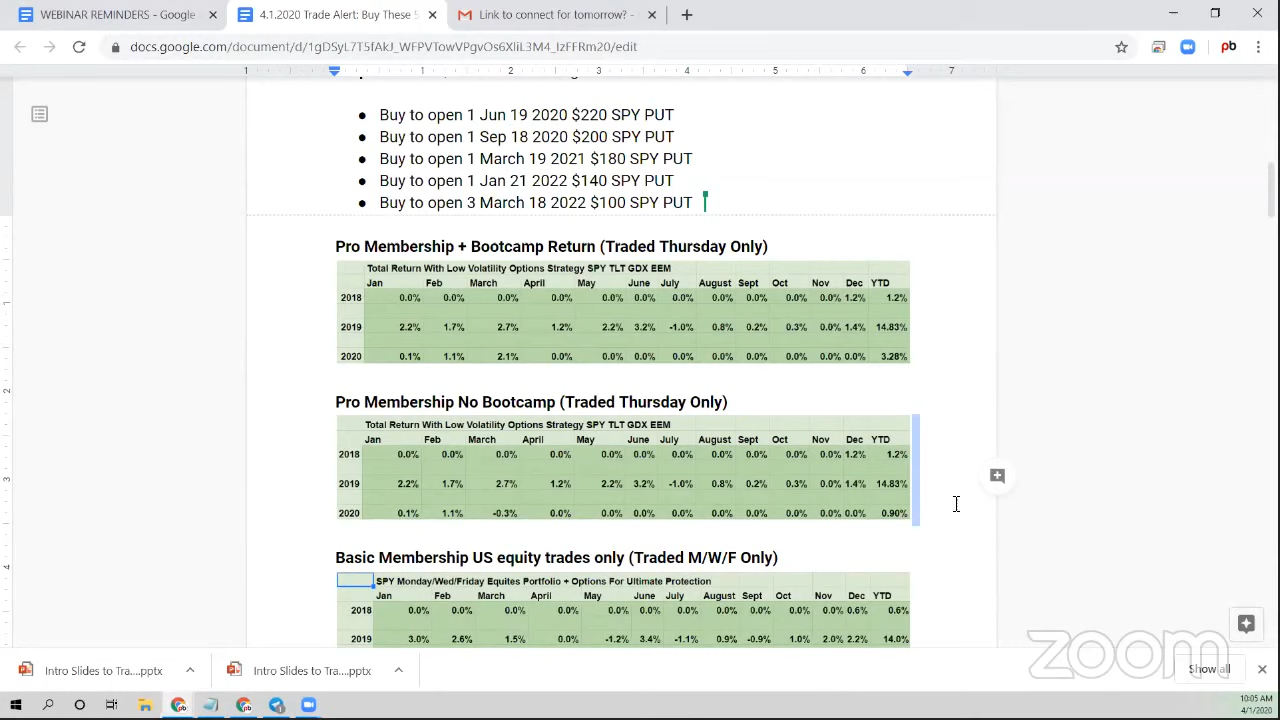 WEBINAR REMINDERS - Google
4.1.2020 Trade Alert: Buy These 5
Link to connect for tomorrow? -
docs.google.com/document/d/1gDSyL7T5fAkJ_WFPVTowVPgvOs6XliL3M4_IzFFRm20/edit
1 1 2 3 4 5 6 7
Buy to open 1 Jun 19 2020 $220 SPY PUT
Buy to open 1 Sep 18 2020 $200 SPY PUT
Buy to open 1 March 19 2021 $180 SPY PUT
Buy to open 1 Jan 21 2022 $140 SPY PUT
Buy to open 3 March 18 2022 $100 SPY PUT
Pro Membership + Bootcamp Return (Traded Thursday Only)
Total Return With Low Volatility Options Strategy SPY TLT GDX EEM
Jan Feb March April May June July August Sept Oct Nov Dec YTD
2018 0.0% 0.0% 0.0% 0.0% 0.0% 0.0% 0.0% 0.0% 0.0% 0.0% 0.0% 1.2% 1.2%
2019 2.2% 1.7% 2.7% 1.2% 2.2% 3.2% -1.0% 0.8% 0.2% 0.3% 0.0% 1.4% 14.83%
2020 0.1% 1.1% 2.1% 0.0% 0.0% 0.0% 0.0% 0.0% 0.0% 0.0% 0.0% 0.0% 3.28%
Pro Membership No Bootcamp (Traded Thursday Only)
Total Return With Low Volatility Options Strategy SPY TLT GDX EEM
Jan Feb March April May June July August Sept Oct Nov Dec YTD
2018 0.0% 0.0% 0.0% 0.0% 0.0% 0.0% 0.0% 0.0% 0.0% 0.0% 0.0% 1.2% 1.2%
2019 2.2% 1.7% 2.7% 1.2% 2.2% 3.2% -1.0% 0.8% 0.2% 0.3% 0.0% 1.4% 14.83%
2020 0.1% 1.1% -0.3% 0.0% 0.0% 0.0% 0.0% 0.0% 0.0% 0.0% 0.0% 0.0% 0.90%
Basic Membership US equity trades only (Traded M/W/F Only)
SPY Monday/Wed/Friday Equites Portfolio + Options For Ultimate Protection
Jan Feb March April May June July August Sept Oct Nov Dec YTD
2018 0.0% 0.0% 0.0% 0.0% 0.0% 0.0% 0.0% 0.0% 0.0% 0.0% 0.0% 0.6% 0.6%
2019 3.0% 2.6% 1.5% 0.0% -1.2% 3.4% -1.1% 0.9% -0.9% 1.0% 2.0% 2.2% 14.0%
zoom
Intro Slides to Tra....pptx
Intro Slides to Tra....pptx
Show all
10:05 AM
4/1/2020